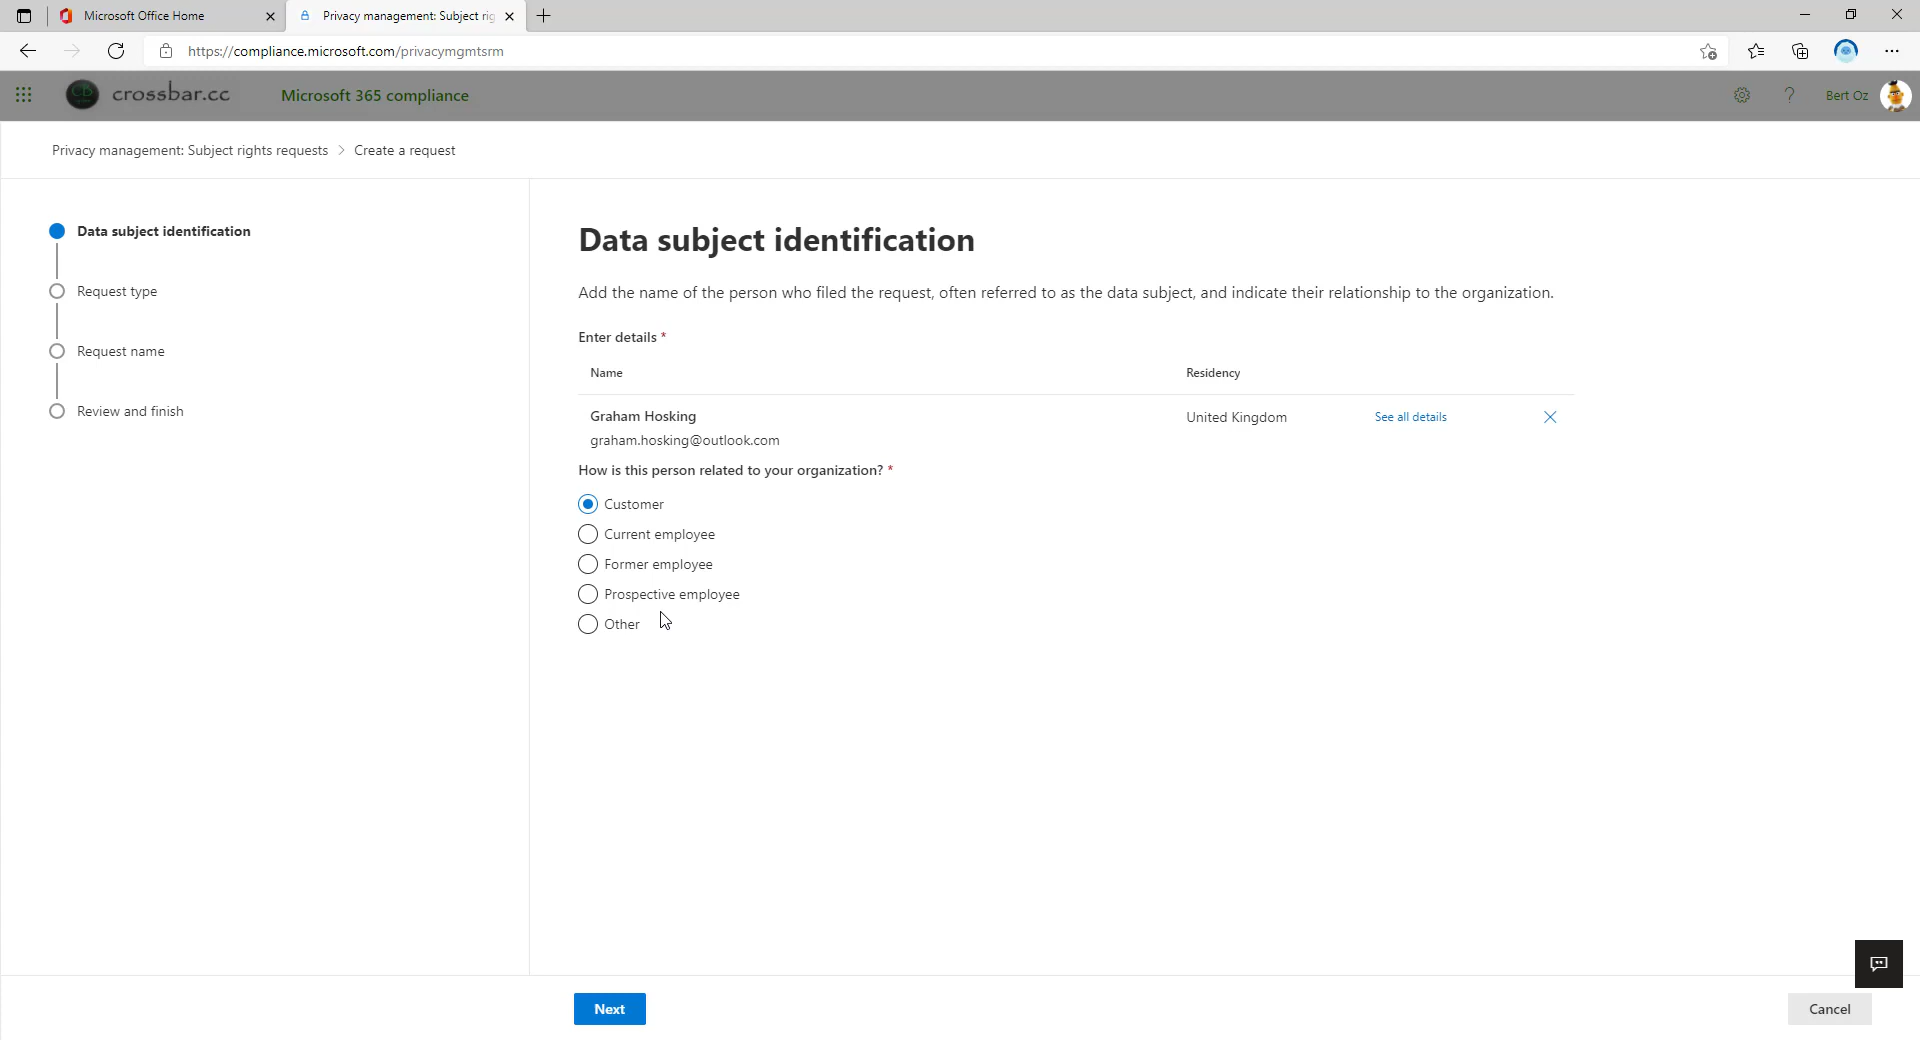 Microsoft Office Home
Privacy management: Subject rig
https://compliance.microsoft.com/privacymgmtsrm
CB
crossbar.cc
Microsoft 365 compliance
?
Bert Oz
Privacy management: Subject rights requests > Create a request
Data subject identification
Request type
Request name
Review and finish
Data subject identification
Add the name of the person who filed the request, often referred to as the data subject, and indicate their relationship to the organization.
Enter details *
Name Residency
Graham Hosking United Kingdom See all details
graham.hosking@outlook.com
How is this person related to your organization? *
Customer
Current employee
Former employee
Prospective employee
Other
Next
Cancel